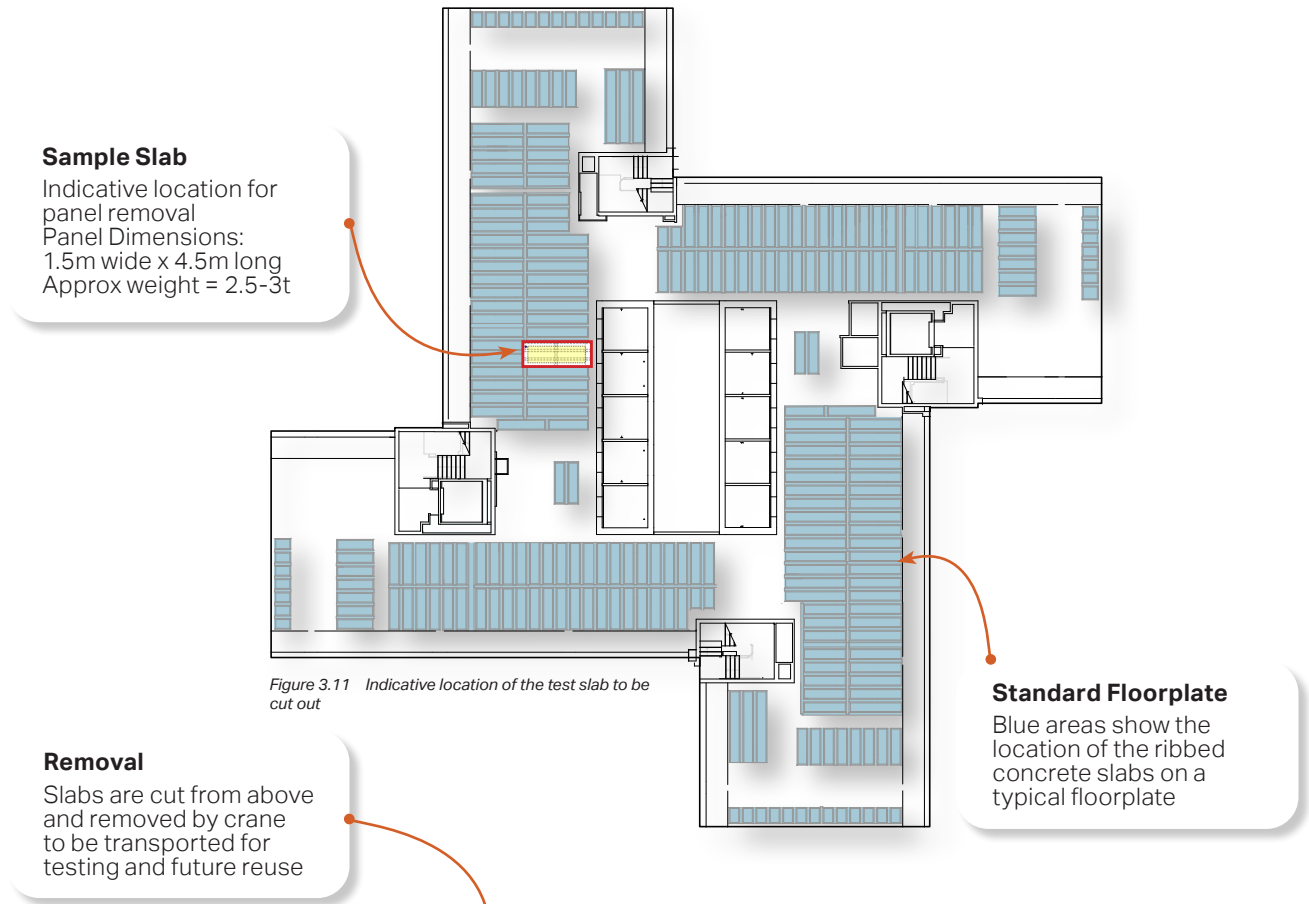 Sample Slab
Indicative location for
panel removal
Panel Dimensions:
1.5m wide x 4.5m long
Approx weight = 2.5-3t
Figure 3.11 Indicative location of the test slab to be
cut out
Standard Floorplate
Blue areas show the
location of the ribbed
concrete slabs on a
typical floorplate
Removal
Slabs are cut from above
and removed by crane
to be transported for
testing and future reuse